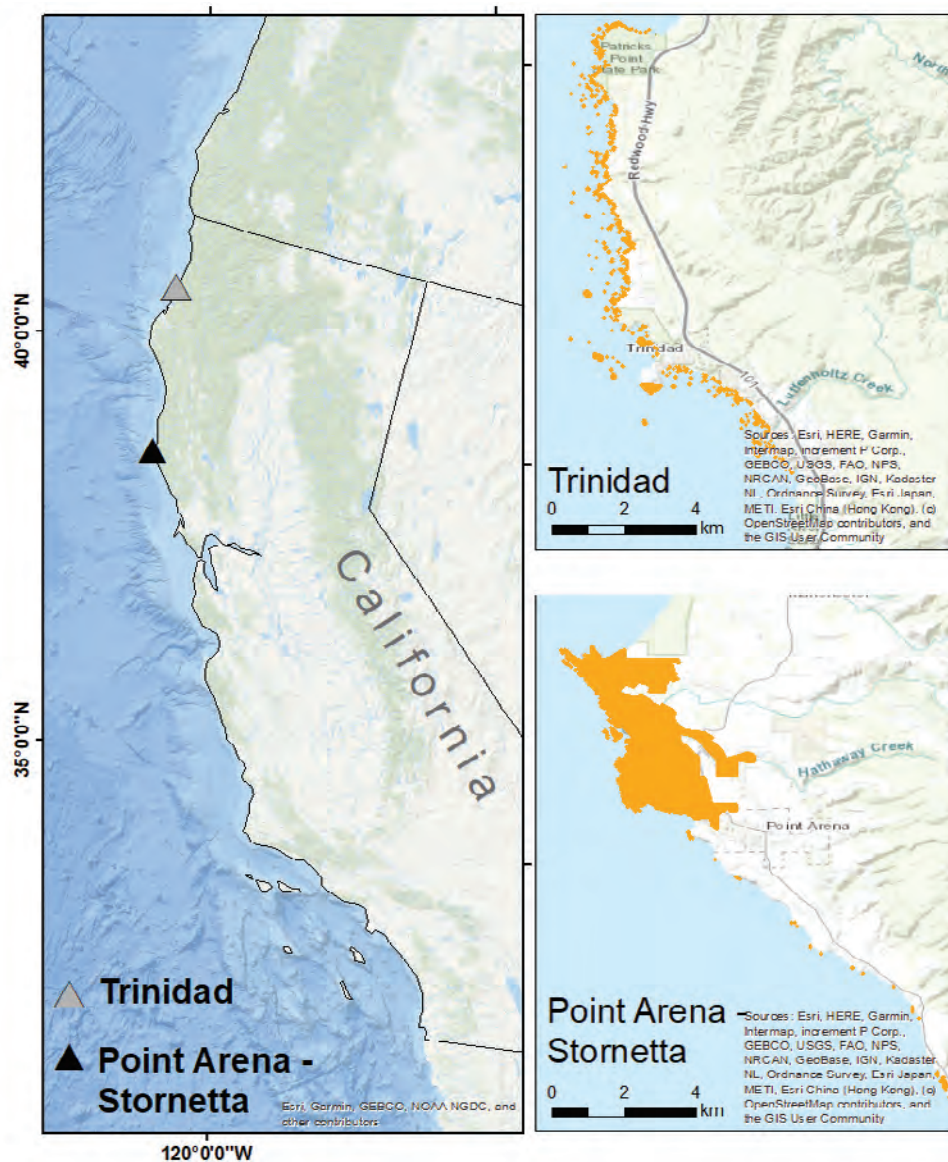 40°0'0"N
35°0'0"N
120°0'0"W
California
Trinidad
Point Arena -
Stornetta
Esri, Garmin, GEBCO, NOAA NGDC, and
other contributors
Patricks
Point
State Park
Redwood Hwy
North
Trinidad
101
Luffenholtz Creek
Sources: Esri, HERE, Garmin,
Intermap, increment P Corp.,
GEBCO, USGS, FAO, NPS,
NRCAN, GeoBase, IGN, Kadaster
NL, Ordnance Survey, Esri Japan,
METI, Esri China (Hong Kong), (c)
OpenStreetMap contributors, and
the GIS User Community
Trinidad
0 2 4
km
Hathaway Creek
Point Arena
Point Arena -
Stornetta
0 2 4
km
Sources: Esri, HERE, Garmin,
Intermap, increment P Corp.,
GEBCO, USGS, FAO, NPS,
NRCAN, GeoBase, IGN, Kadaster
NL, Ordnance Survey, Esri Japan,
METI, Esri China (Hong Kong), (c)
OpenStreetMap contributors, and
the GIS User Community